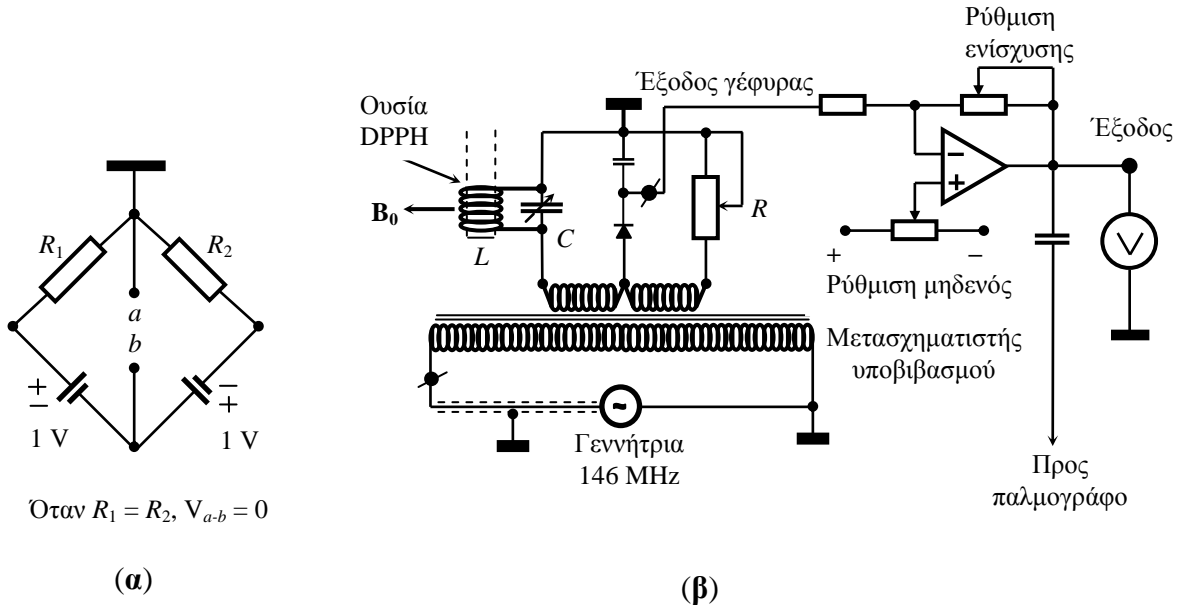 R1
R2
a
b
+
−
1 V
−
+
1 V
Όταν R1 = R2, Va-b = 0
(α)
Ουσία
DPPH
B0
L
C
Έξοδος γέφυρας
R
Ρύθμιση
ενίσχυσης
−
+
Έξοδος
V
+
−
Ρύθμιση μηδενός
Μετασχηματιστής
υποβιβασμού
~
Γεννήτρια
146 MHz
Προς
παλμογράφο
(β)